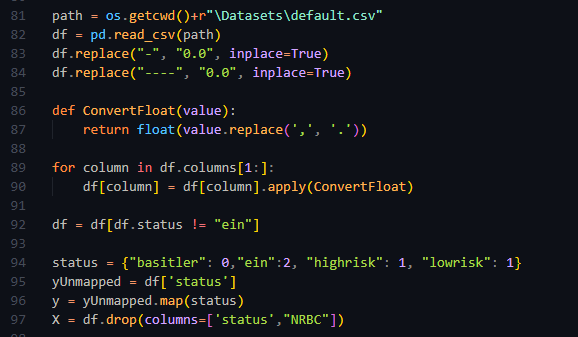 81 path = os.getcwd()+r"\Datasets\default.csv"
82 df = pd.read_csv(path)
83 df.replace("-", "0.0", inplace=True)
84 df.replace("----", "0.0", inplace=True)
85
86 def ConvertFloat(value):
87     return float(value.replace(',', '.'))
88
89 for column in df.columns[1:]:
90     df[column] = df[column].apply(ConvertFloat)
91
92 df = df[df.status != "ein"]
93
94 status = {"basitler": 0,"ein":2, "highrisk": 1, "lowrisk": 1}
95 yUnmapped = df['status']
96 y = yUnmapped.map(status)
97 X = df.drop(columns=['status',"NRBC"])